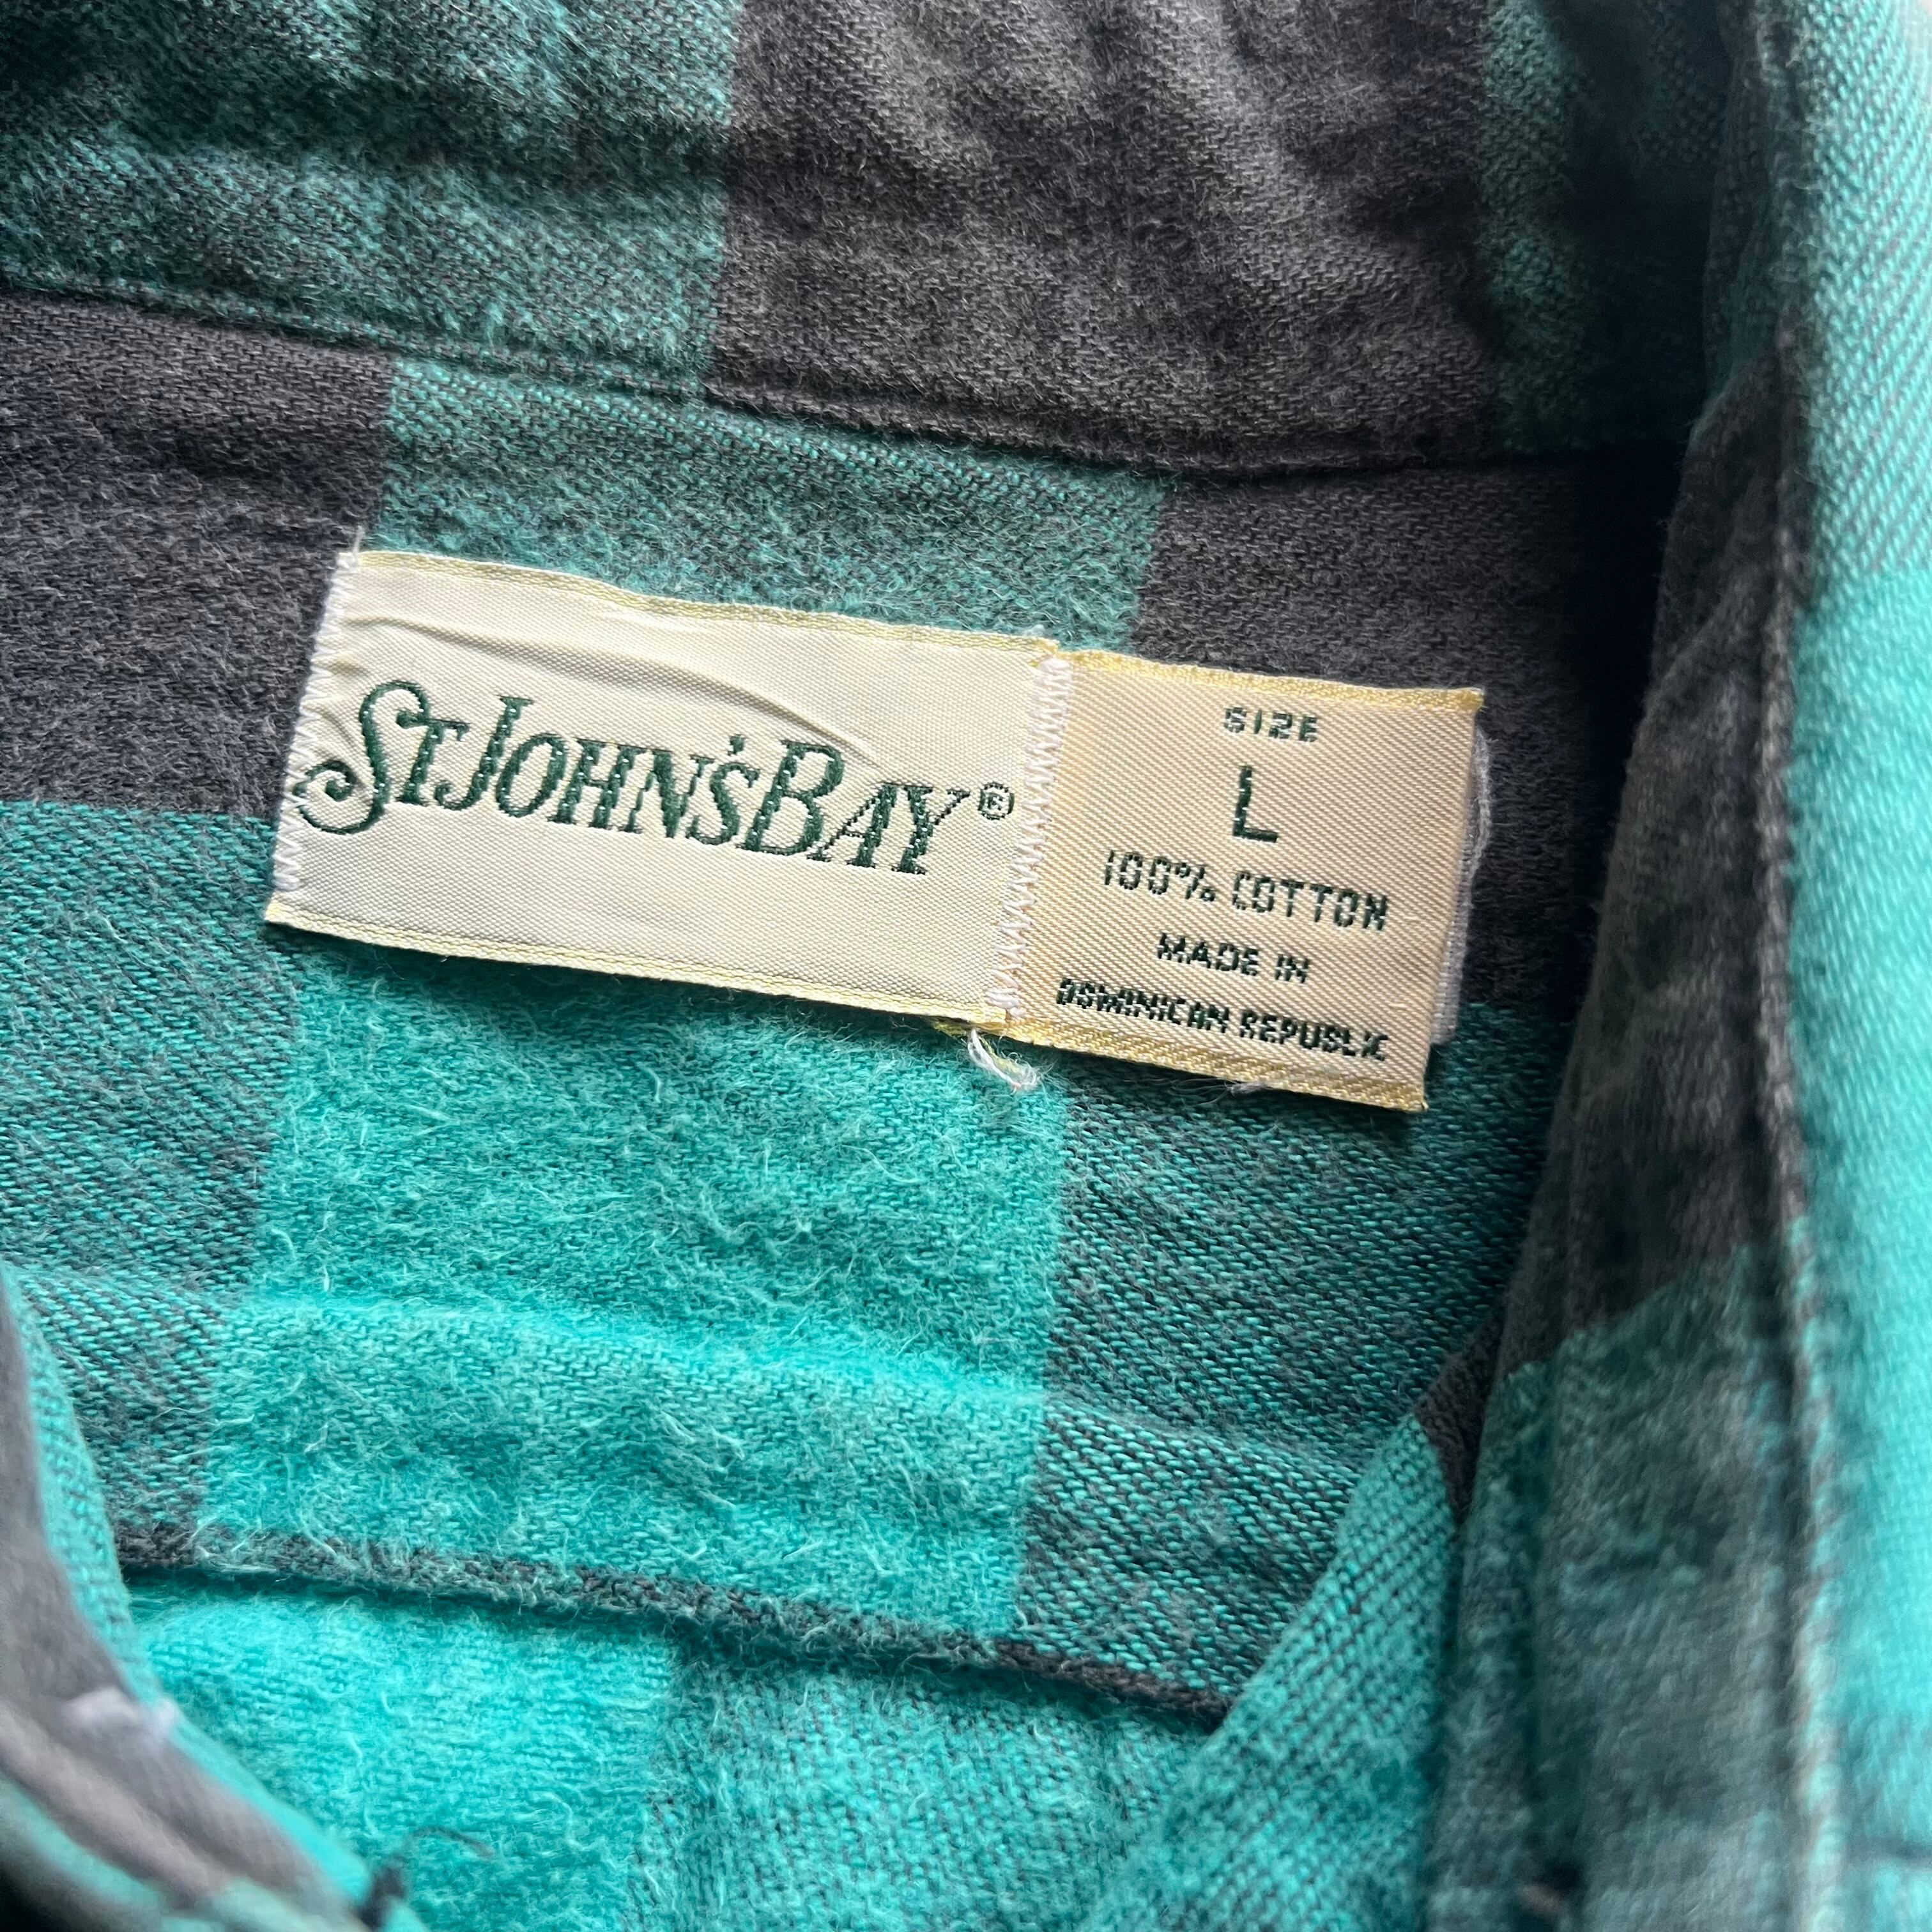 ST JOHN'S BAY®
SIZE
L
100% COTTON
MADE IN
DOMINICAN REPUBLIC